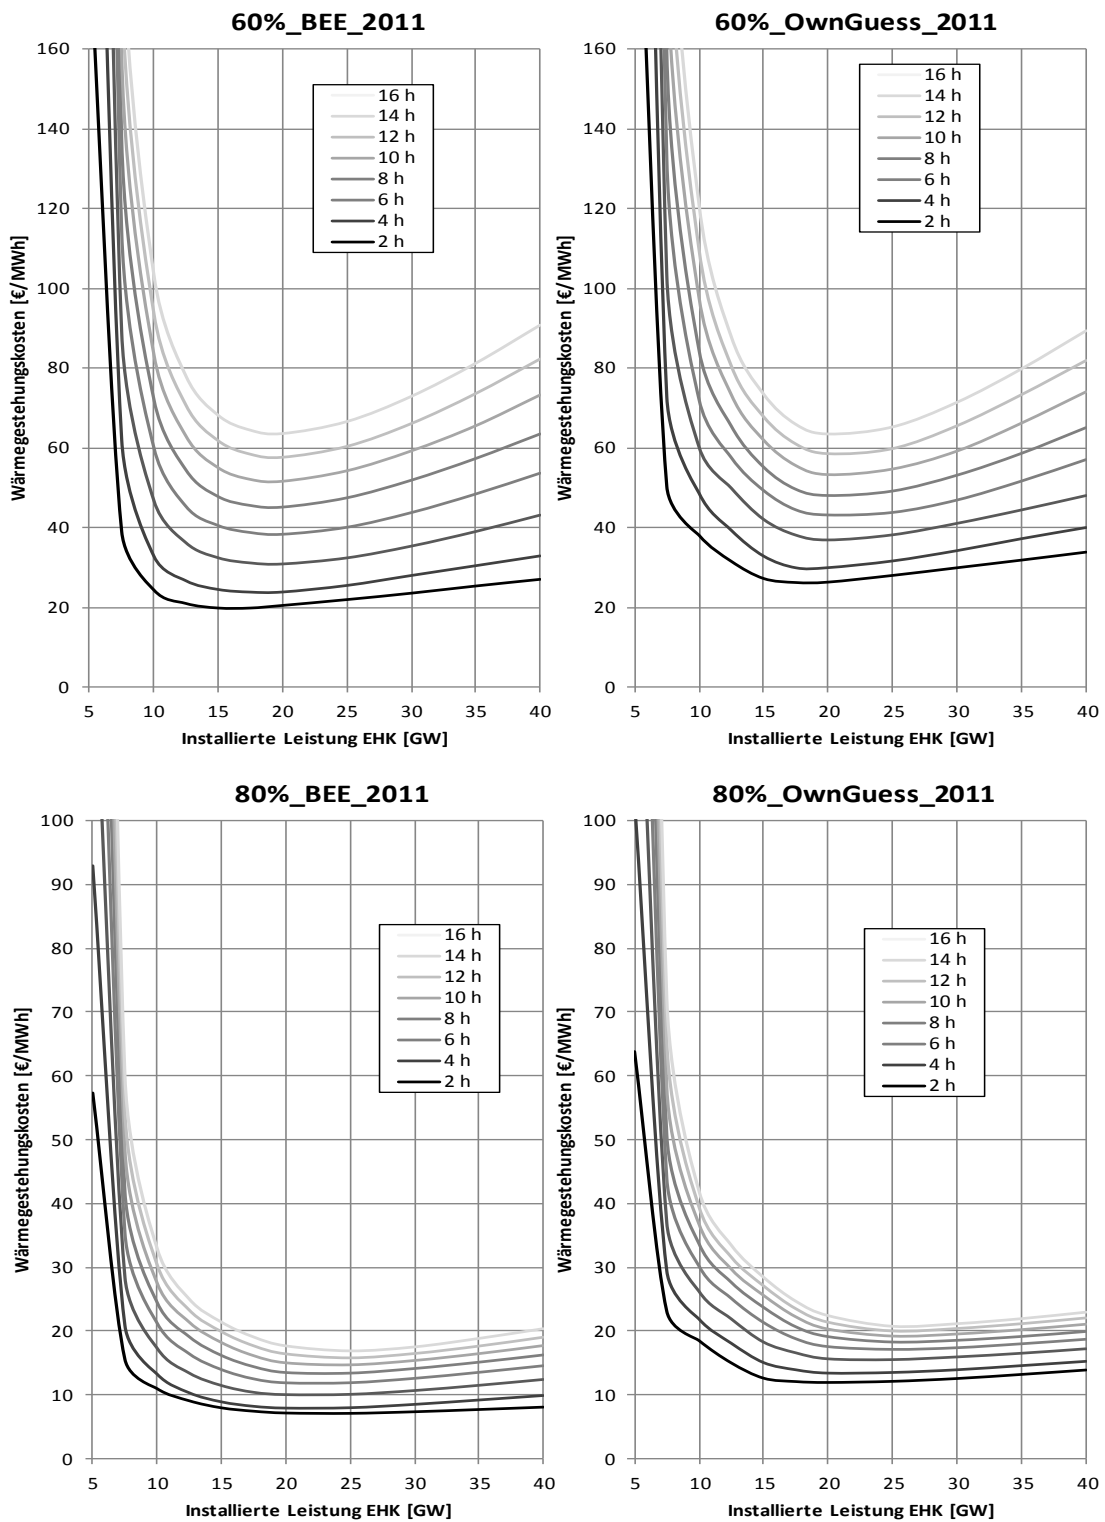 60%_BEE_2011
160
140
120
100
80
60
40
20
0
Wärmegestehungskosten [€/MWh]
16 h
14 h
12 h
10 h
8 h
6 h
4 h
2 h
5 10 15 20 25 30 35 40
Installierte Leistung EHK [GW]
60%_OwnGuess_2011
160
140
120
100
80
60
40
20
0
Wärmegestehungskosten [€/MWh]
16 h
14 h
12 h
10 h
8 h
6 h
4 h
2 h
5 10 15 20 25 30 35 40
Installierte Leistung EHK [GW]
80%_BEE_2011
100
90
80
70
60
50
40
30
20
10
0
Wärmegestehungskosten [€/MWh]
16 h
14 h
12 h
10 h
8 h
6 h
4 h
2 h
5 10 15 20 25 30 35 40
Installierte Leistung EHK [GW]
80%_OwnGuess_2011
100
90
80
70
60
50
40
30
20
10
0
Wärmegestehungskosten [€/MWh]
16 h
14 h
12 h
10 h
8 h
6 h
4 h
2 h
5 10 15 20 25 30 35 40
Installierte Leistung EHK [GW]